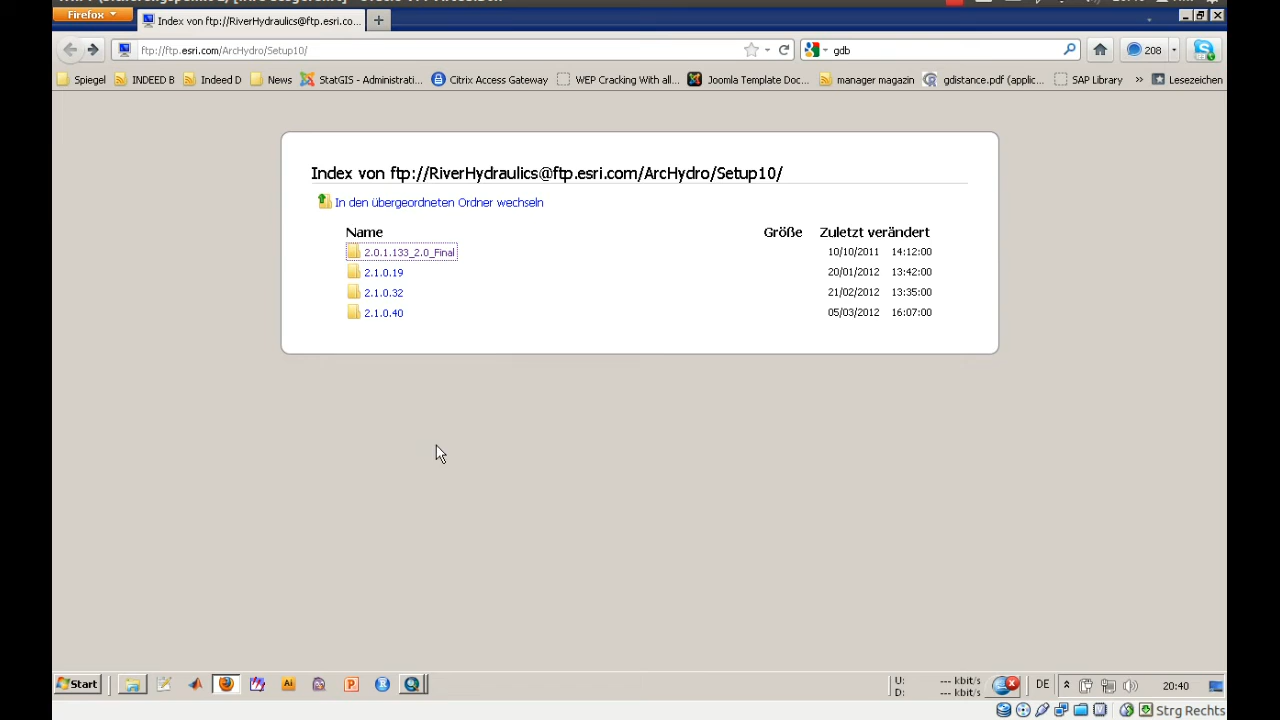 Firefox
Index von ftp://RiverHydraulics@ftp.esri.co...
ftp://ftp.esri.com/ArcHydro/Setup10/
gdb
208
Spiegel INDEED B Indeed D News StatGIS - Administrati... Citrix Access Gateway WEP Cracking With all... Joomla Template Doc... manager magazin gdistance.pdf (applic... SAP Library » Lesezeichen
Index von ftp://RiverHydraulics@ftp.esri.com/ArcHydro/Setup10/
In den übergeordneten Ordner wechseln
Name Größe Zuletzt verändert
2.0.1.133_2.0_Final 10/10/2011 14:12:00
2.1.0.19 20/01/2012 13:42:00
2.1.0.32 21/02/2012 13:35:00
2.1.0.40 05/03/2012 16:07:00
Start
U: -- kbit/s
D: -- kbit/s
DE
20:40
Strg Rechts